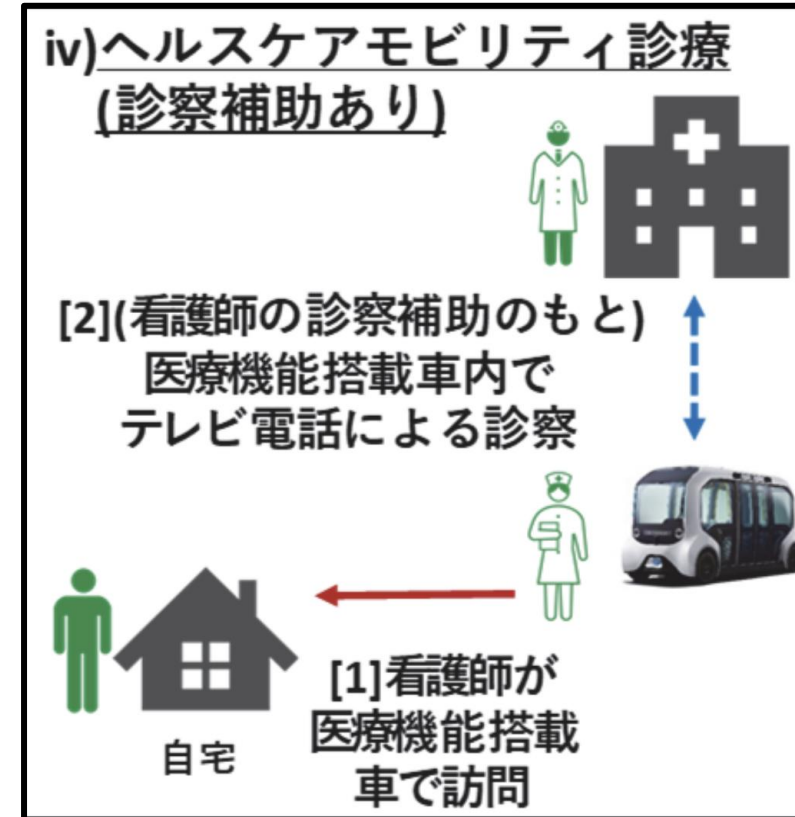 iv)ヘルスケアモビリティ診療
(診察補助あり)
[2](看護師の診察補助のもと)
医療機能搭載車内で
テレビ電話による診察
[1]看護師が
医療機能搭載
車で訪問
自宅